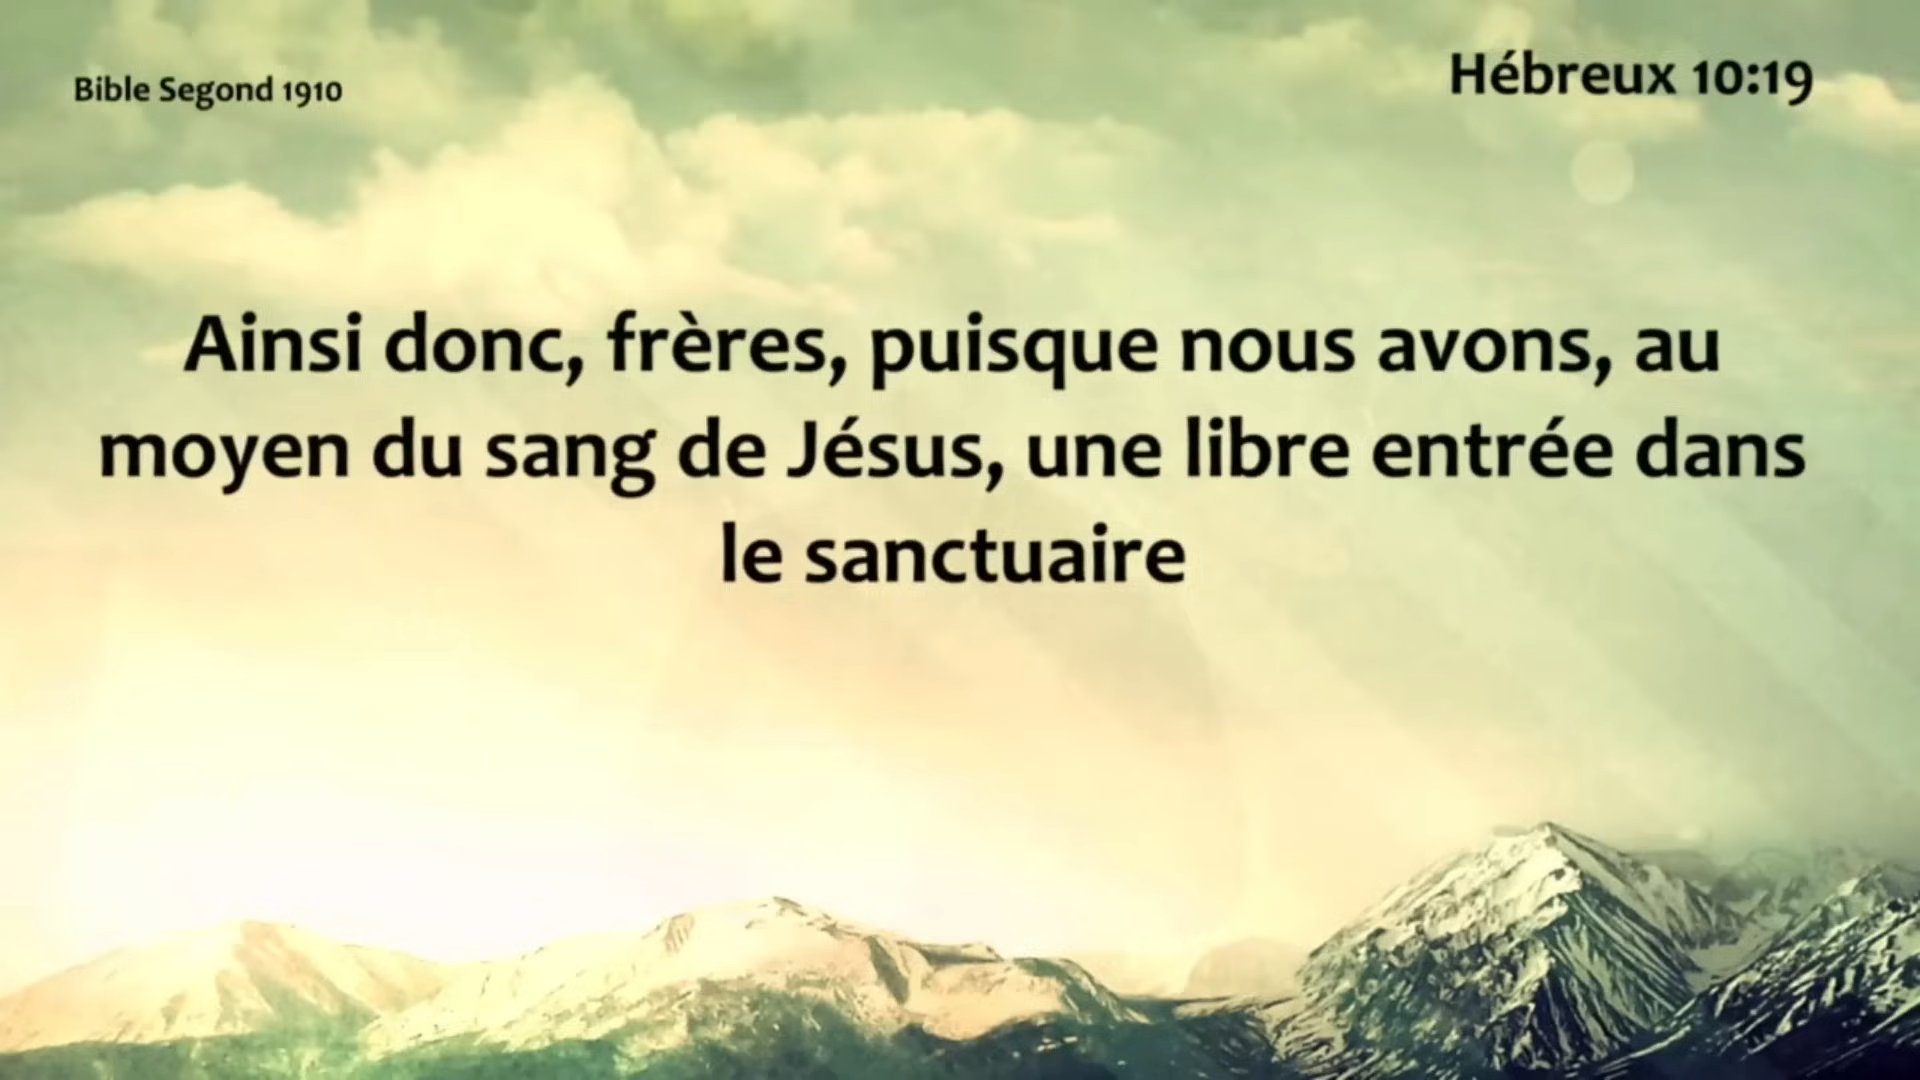 Bible Segond 1910
Hébreux 10:19
Ainsi donc, frères, puisque nous avons, au
moyen du sang de Jésus, une libre entrée dans
le sanctuaire